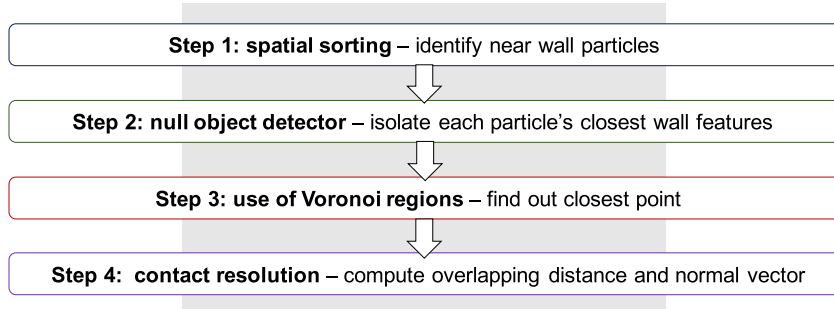 Step 1: spatial sorting – identify near wall particles
Step 2: null object detector – isolate each particle’s closest wall features
Step 3: use of Voronoi regions – find out closest point
Step 4: contact resolution – compute overlapping distance and normal vector